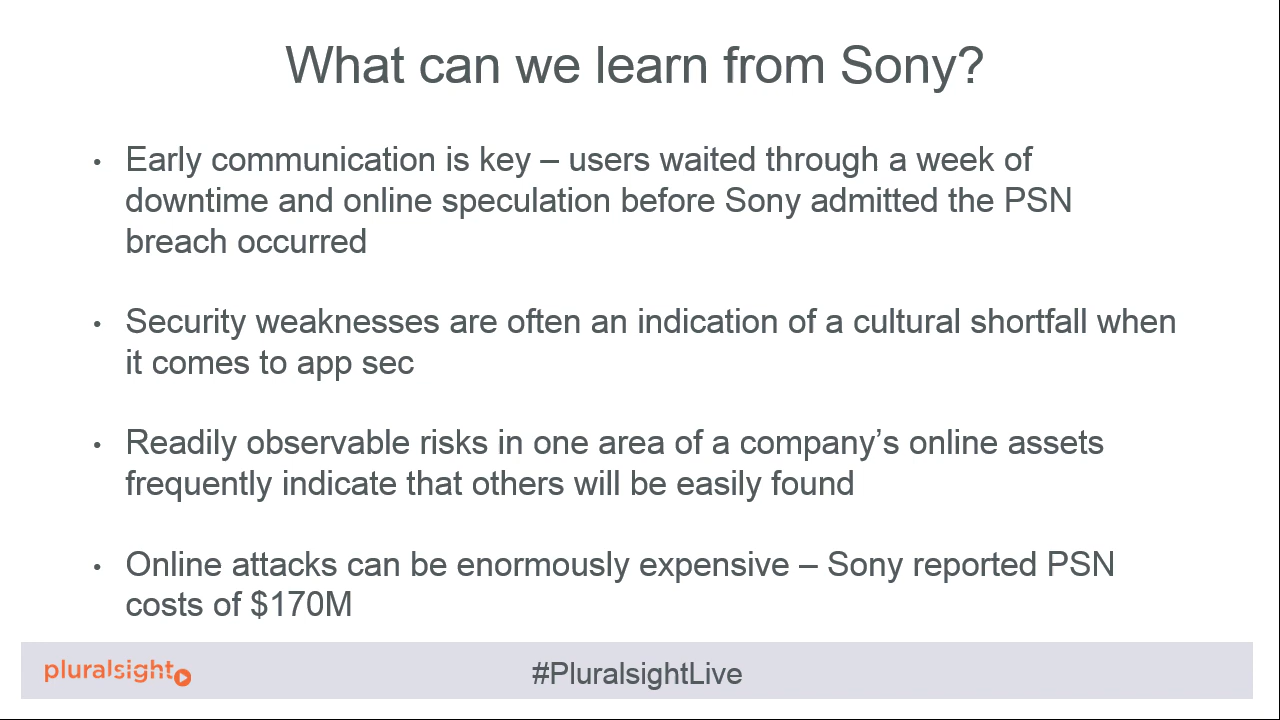 What can we learn from Sony?
• Early communication is key – users waited through a week of
downtime and online speculation before Sony admitted the PSN
breach occurred
• Security weaknesses are often an indication of a cultural shortfall when
it comes to app sec
• Readily observable risks in one area of a company’s online assets
frequently indicate that others will be easily found
• Online attacks can be enormously expensive – Sony reported PSN
costs of $170M
pluralsight
#PluralsightLive